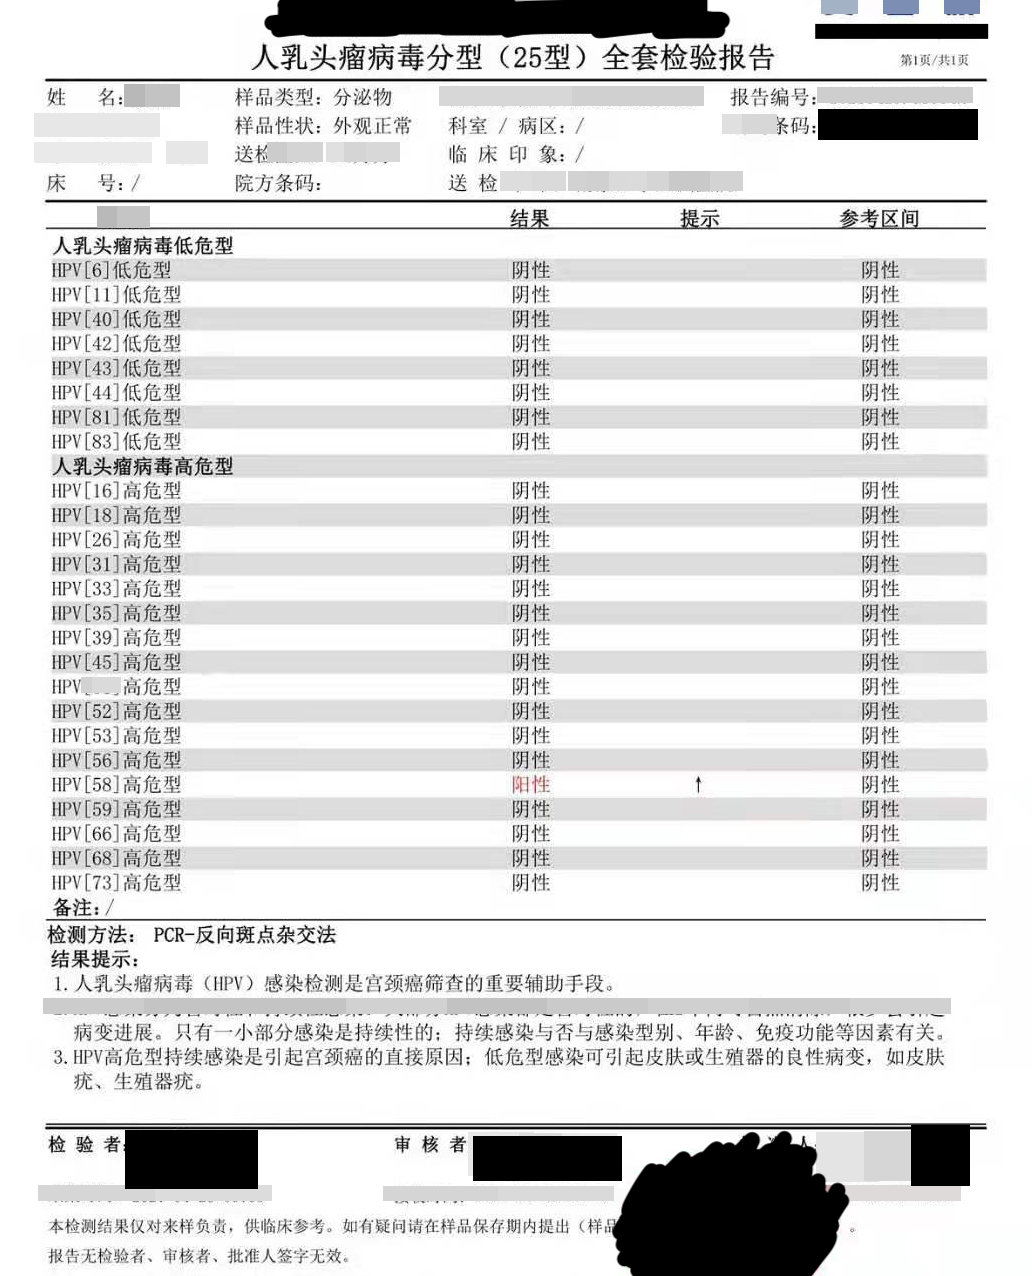 人乳头瘤病毒分型（25型）全套检验报告
第1页/共1页
姓 名: 样品类型: 分泌物 报告编号:
样品性状: 外观正常 科室 / 病区: / 条码:
送检 临床印象: /
床 号: / 院方条码: 送检
结果 提示 参考区间
人乳头瘤病毒低危型
HPV[6]低危型 阴性 阴性
HPV[11]低危型 阴性 阴性
HPV[40]低危型 阴性 阴性
HPV[42]低危型 阴性 阴性
HPV[43]低危型 阴性 阴性
HPV[44]低危型 阴性 阴性
HPV[81]低危型 阴性 阴性
HPV[83]低危型 阴性 阴性
人乳头瘤病毒高危型
HPV[16]高危型 阴性 阴性
HPV[18]高危型 阴性 阴性
HPV[26]高危型 阴性 阴性
HPV[31]高危型 阴性 阴性
HPV[33]高危型 阴性 阴性
HPV[35]高危型 阴性 阴性
HPV[39]高危型 阴性 阴性
HPV[45]高危型 阴性 阴性
HPV 高危型 阴性 阴性
HPV[52]高危型 阴性 阴性
HPV[53]高危型 阴性 阴性
HPV[56]高危型 阴性 阴性
HPV[58]高危型 阳性 ↑ 阴性
HPV[59]高危型 阴性 阴性
HPV[66]高危型 阴性 阴性
HPV[68]高危型 阴性 阴性
HPV[73]高危型 阴性 阴性
备注: /
检测方法: PCR-反向斑点杂交法
结果提示:
1. 人乳头瘤病毒（HPV）感染检测是宫颈癌筛查的重要辅助手段。
病变进展。只有一小部分感染是持续性的; 持续感染与否与感染型别、年龄、免疫功能等因素有关。
3. HPV高危型持续感染是引起宫颈癌的直接原因; 低危型感染可引起皮肤或生殖器的良性病变, 如皮肤
疣、生殖器疣。
检验者: 审核者
本检测结果仅对来样负责, 供临床参考。如有疑问请在样品保存期内提出（样品 。
报告无检验者、审核者、批准人签字无效。